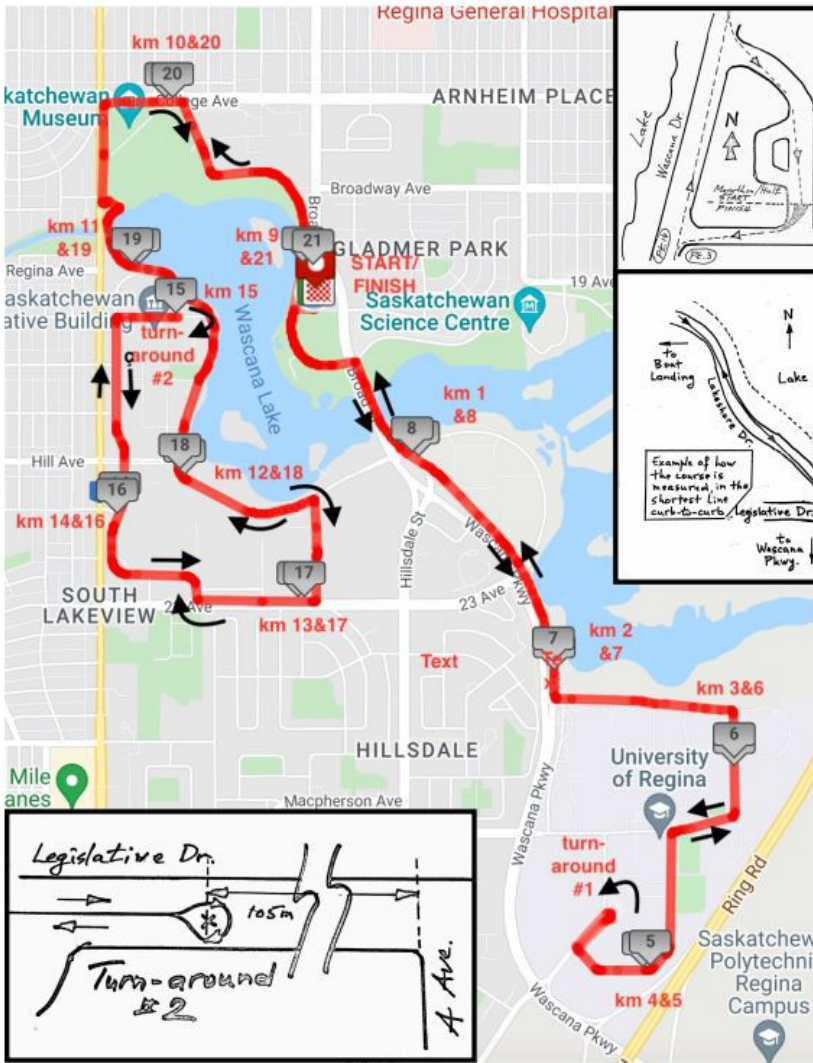 Regina General Hospital
km 10&20
20
College Ave
skatchewan
Museum
ARNHEIM PLACE
Broadway Ave
Broad
km 11
&19
19
km 9
&21
21
GLADMER PARK
START/
FINISH
19 Ave
Regina Ave
15
km 15
Saskatchewan
ative Building
turn-
around
#2
Saskatchewan
Science Centre
Wascana Lake
Broad
km 1
&8
8
18
Hill Ave
km 12&18
16
km 14&16
Hillsdale St
Wascana Pkwy
17
SOUTH
LAKEVIEW
km 13&17
23 Ave
7
km 2
&7
Text
km 3&6
6
HILLSDALE
University
of Regina
Mile
anes
Macpherson Ave
Wascana Pkwy
turn-
around
#1
5
km 4&5
Ring Rd
Wascana Pkwy
Saskatchew
Polytechni
Regina
Campus
Lake
Wascana Dr.
N
Marathon/Half
START
FINISH
N
to
Boat
Landing
Lake
Lakeshore Dr.
Example of how
the course is
measured, in the
shortest line
curb-to-curb
Legislative Dr.
to
Wascana
Pkwy.
Legislative Dr.
105m
Turn-around
#2
A Ave.